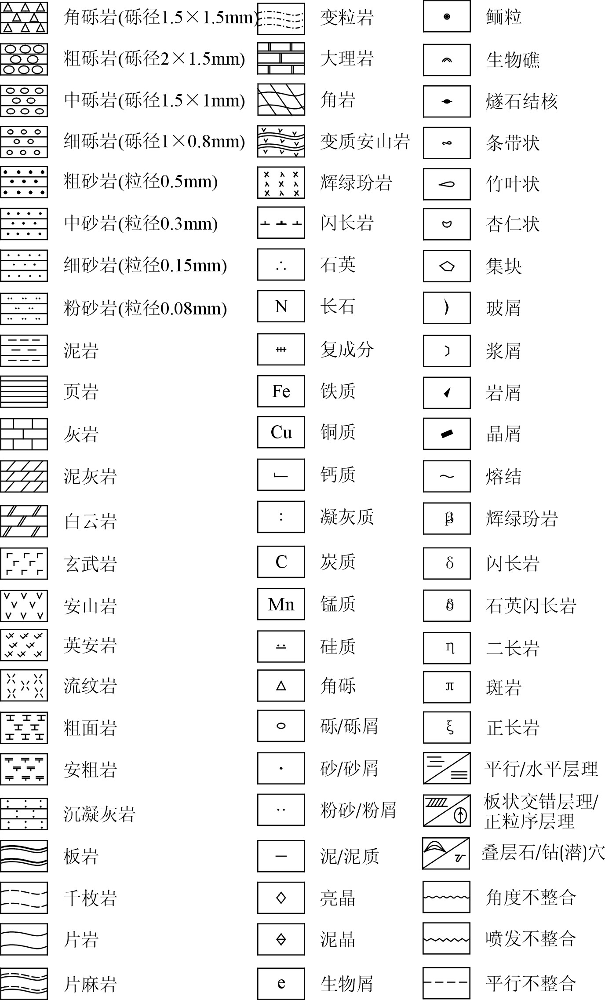 角砾岩(砾径1.5×1.5mm)
粗砾岩(砾径2×1.5mm)
中砾岩(砾径1.5×1mm)
细砾岩(砾径1×0.8mm)
粗砂岩(粒径0.5mm)
中砂岩(粒径0.3mm)
细砂岩(粒径0.15mm)
粉砂岩(粒径0.08mm)
泥岩
页岩
灰岩
泥灰岩
白云岩
玄武岩
安山岩
英安岩
流纹岩
粗面岩
安粗岩
沉凝灰岩
板岩
千枚岩
片岩
片麻岩
变粒岩
大理岩
角岩
变质安山岩
辉绿玢岩
闪长岩
石英
N 长石
复成分
Fe 铁质
Cu 铜质
钙质
凝灰质
C 炭质
Mn 锰质
硅质
角砾
砾/砾屑
砂/砂屑
粉砂/粉屑
泥/泥质
亮晶
泥晶
e 生物屑
鲕粒
生物礁
燧石结核
条带状
竹叶状
杏仁状
集块
玻屑
浆屑
岩屑
晶屑
熔结
辉绿玢岩
δ 闪长岩
石英闪长岩
η 二长岩
π 斑岩
ξ 正长岩
平行/水平层理
板状交错层理/
正粒序层理
叠层石/钻(潜)穴
角度不整合
喷发不整合
平行不整合